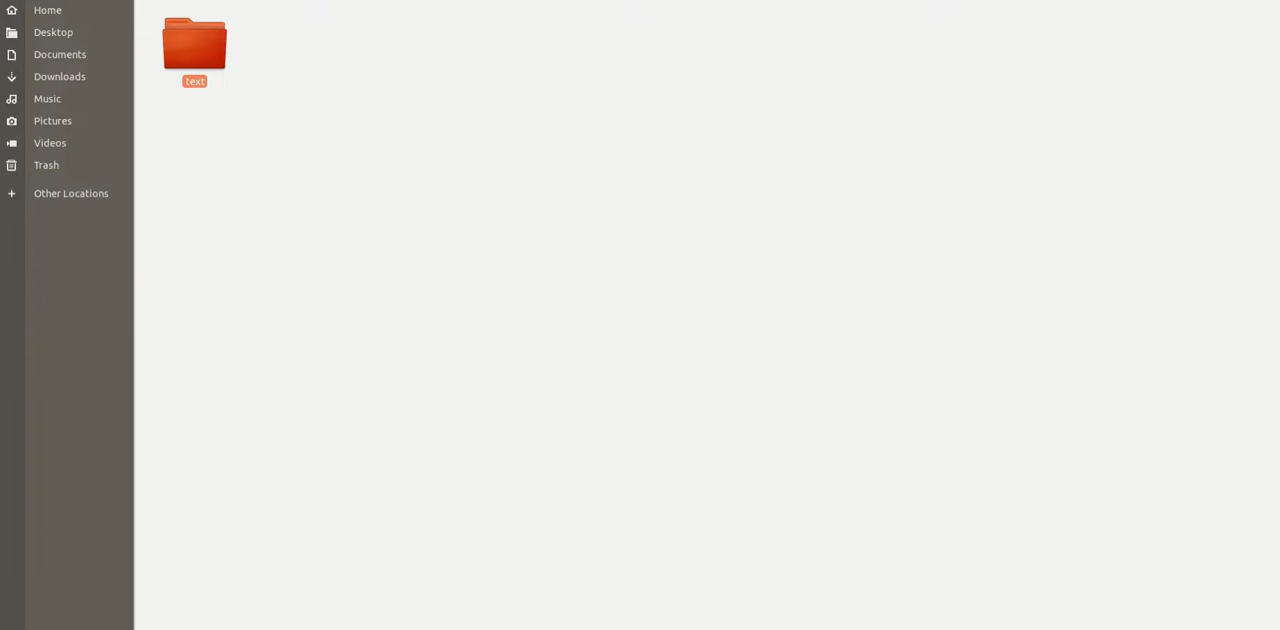 Home
Desktop
Documents
Downloads
Music
Pictures
Videos
Trash
Other Locations
text